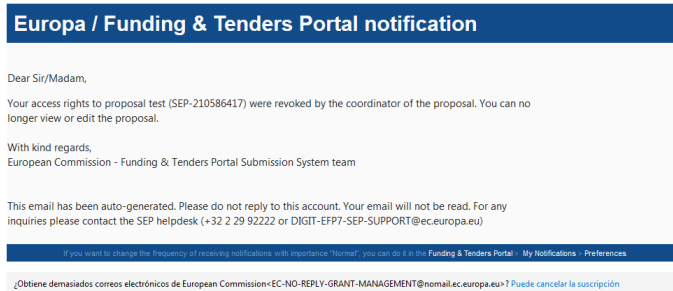 Europa / Funding & Tenders Portal notification
Dear Sir/Madam,
Your access rights to proposal test (SEP-210586417) were revoked by the coordinator of the proposal. You can no
longer view or edit the proposal.
With kind regards,
European Commission - Funding & Tenders Portal Submission System team
This email has been auto-generated. Please do not reply to this account. Your email will not be read. For any
inquiries please contact the SEP helpdesk (+32 2 29 92222 or DIGIT-EFP7-SEP-SUPPORT@ec.europa.eu)
If you want to change the frequency of receiving notifications with importance "Normal", you can do it in the Funding & Tenders Portal > My Notifications > Preferences
¿Obtiene demasiados correos electrónicos de European Commission<EC-NO-REPLY-GRANT-MANAGEMENT@nomail.ec.europa.eu>? Puede cancelar la suscripción